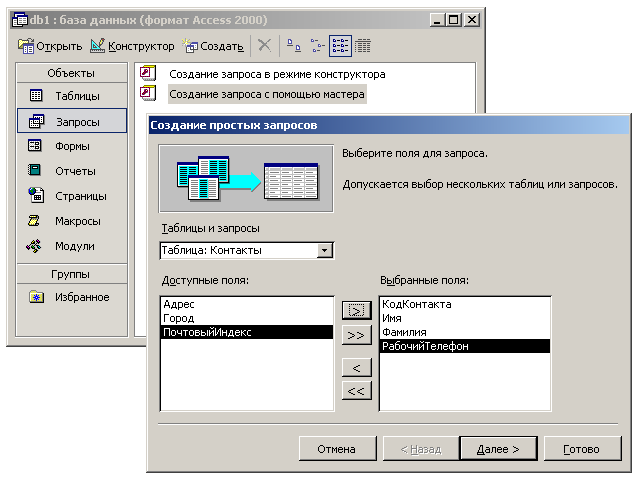 db1 : база данных (формат Access 2000)
Открыть Конструктор Создать
Объекты
Таблицы
Запросы
Формы
Отчеты
Страницы
Макросы
Модули
Группы
Избранное
Создание запроса в режиме конструктора
Создание запроса с помощью мастера
Создание простых запросов
Выберите поля для запроса.
Допускается выбор нескольких таблиц или запросов.
Таблицы и запросы
Таблица: Контакты
Доступные поля:
Адрес
Город
ПочтовыйИндекс
>
>>
<
<<
Выбранные поля:
КодКонтакта
Имя
Фамилия
РабочийТелефон
Отмена < Назад Далее > Готово